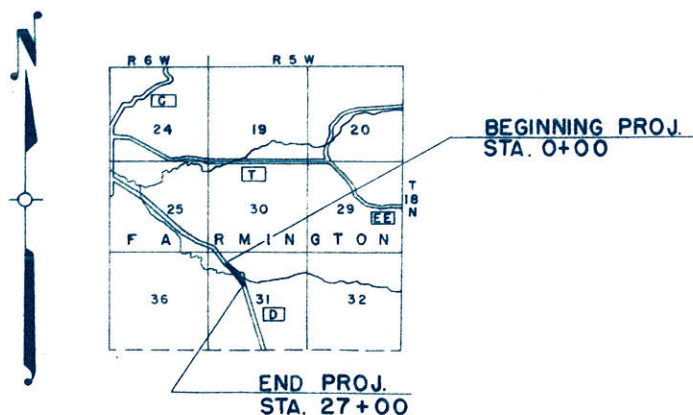 N
R 6 W R 5 W
C
24 19 20
BEGINNING PROJ.
STA. 0+00
T
T
18
N
25 30 29
EE
FARMINGTON
36 31 32
D
END PROJ.
STA. 27+00